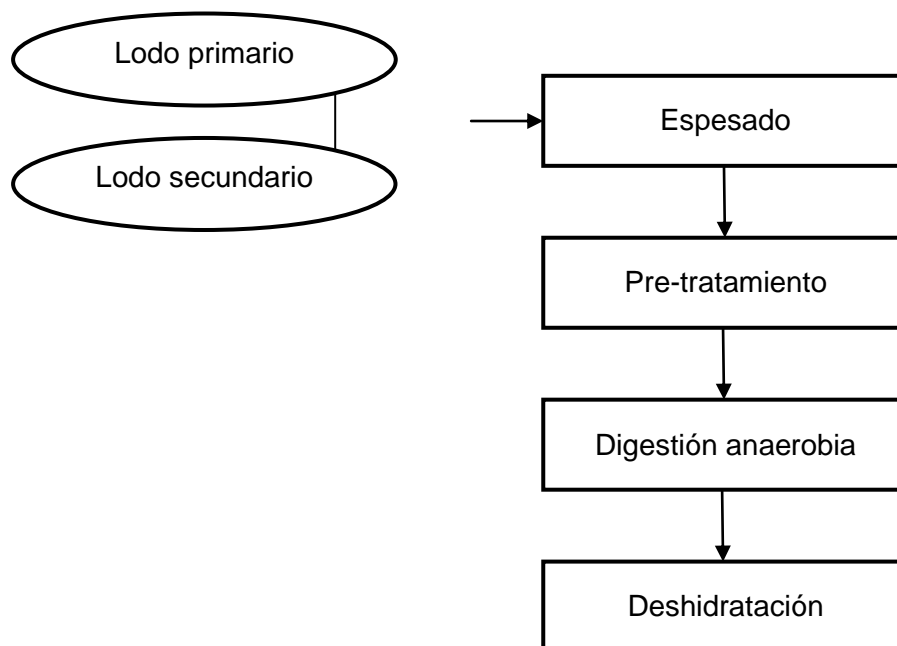 Lodo primario
Lodo secundario
Espesado
Pre-tratamiento
Digestión anaerobia
Deshidratación